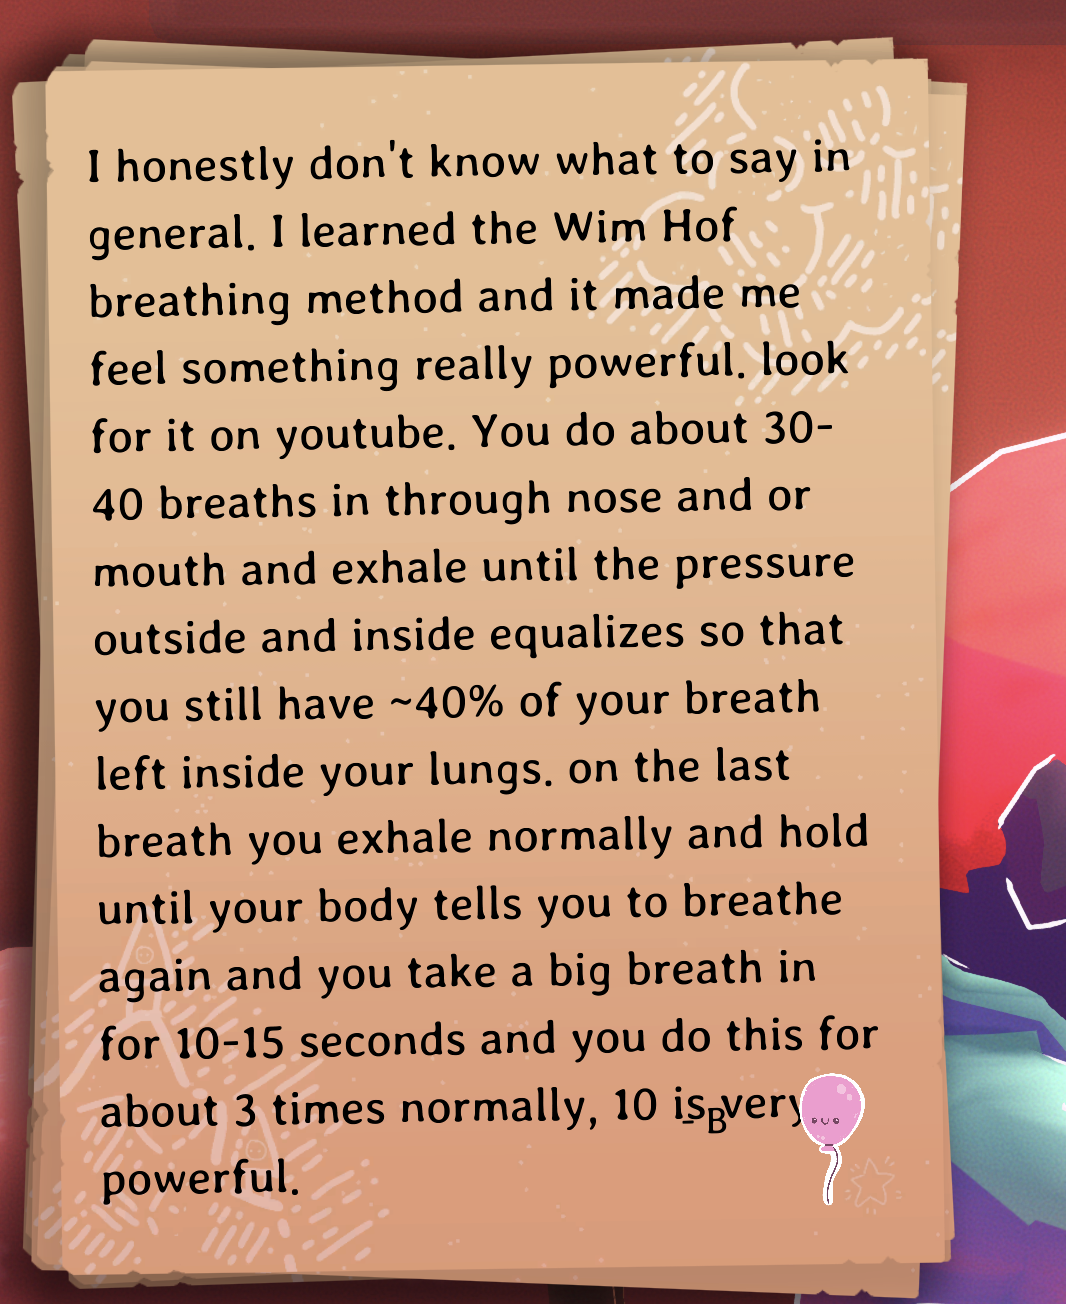 I honestly don't know what to say in
general. I learned the Wim Hof
breathing method and it made me
feel something really powerful. look
for it on youtube. You do about 30-
40 breaths in through nose and or
mouth and exhale until the pressure
outside and inside equalizes so that
you still have ~40% of your breath
left inside your lungs. on the last
breath you exhale normally and hold
until your body tells you to breathe
again and you take a big breath in
for 10-15 seconds and you do this for
about 3 times normally, 10 is very
powerful.
- B